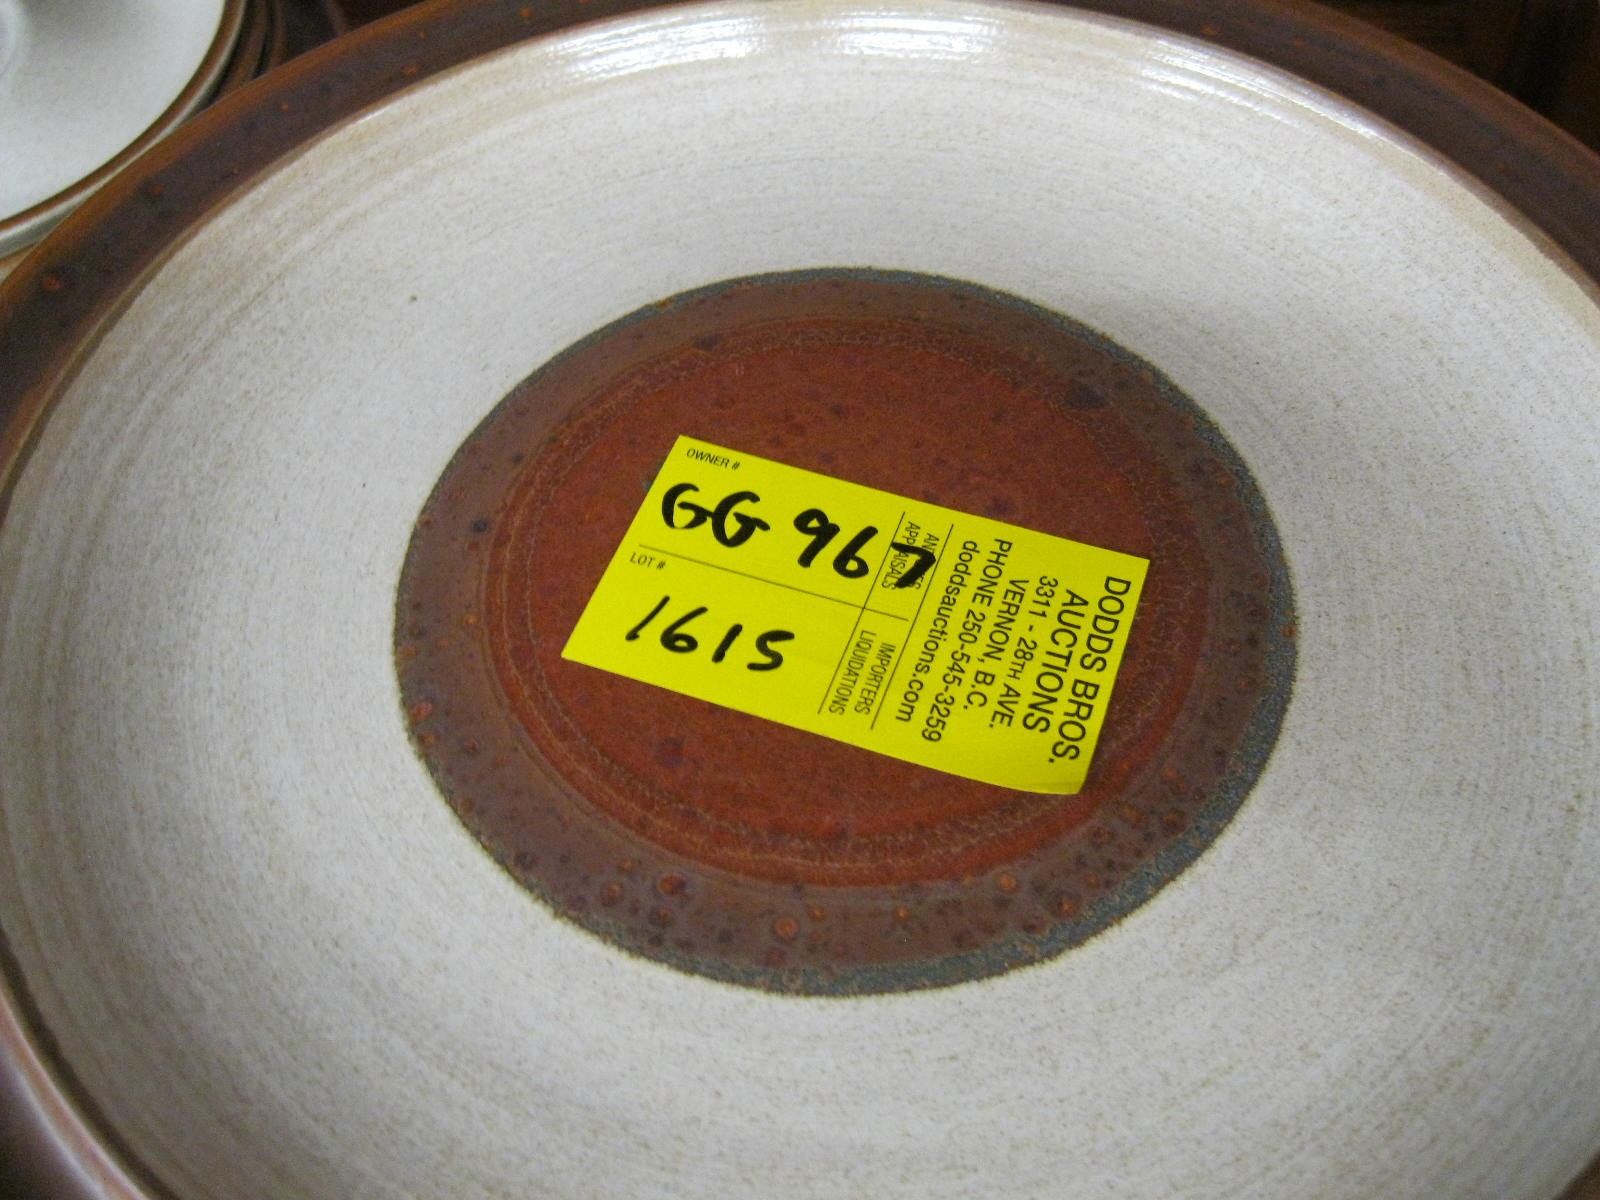 OWNER #
GG 967
LOT #
1615
APPRAISALS
IMPORTERS
LIQUIDATIONS
DODDS BROS.
AUCTIONS
3311 - 28TH AVE.
VERNON, B.C.
PHONE 250-545-3259
doddsauctions.com